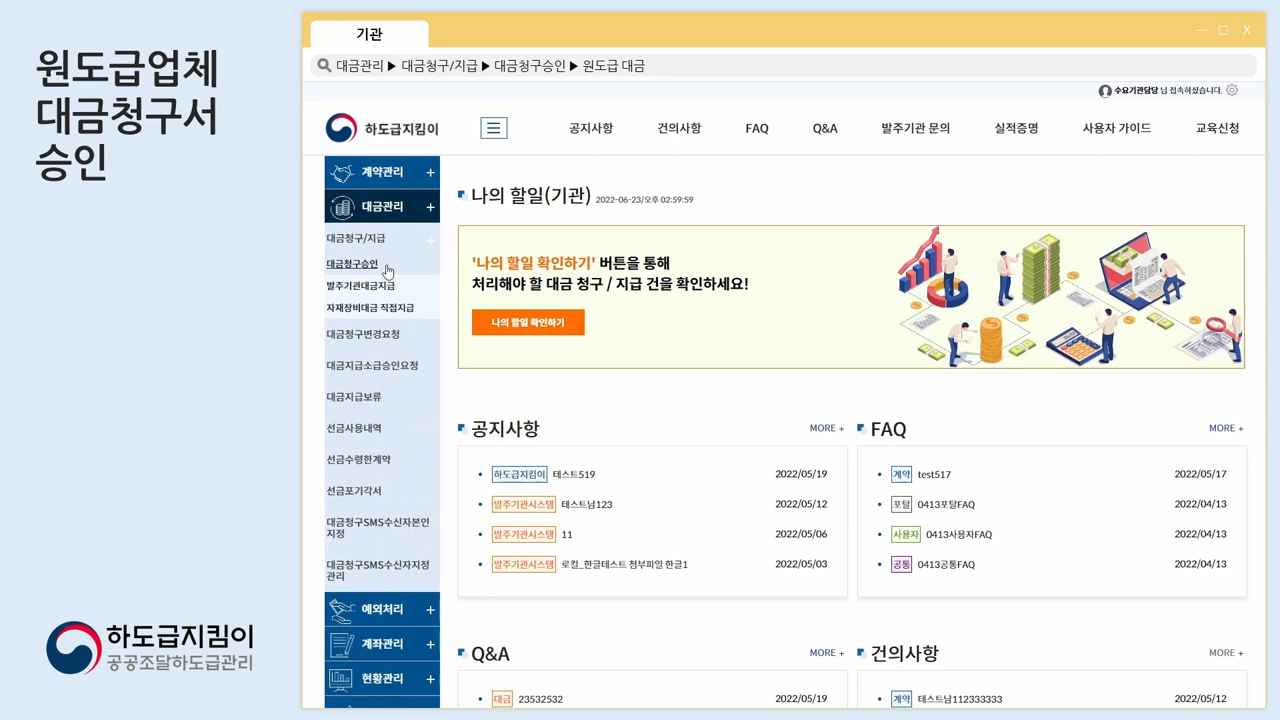 원도급업체
대금청구서
승인
하도급지킴이
공공조달하도급관리
기관
대금관리 ▶ 대금청구/지급 ▶ 대금청구승인 ▶ 원도급 대금
수요기관담당 님 접속하셨습니다.
하도급지킴이
공지사항
건의사항
FAQ
Q&A
발주기관 문의
실적증명
사용자 가이드
교육신청
계약관리 +
대금관리 +
대금청구/지급 +
대금청구승인
발주기관대금지급
자재장비대금 직접지급
대금청구변경요청
대금지급소급승인요청
대금지급보류
선금사용내역
선금수령한계약
선금포기각서
대금청구SMS수신자본인
지정
대금청구SMS수신자지정
관리
예외처리 +
계좌관리 +
현황관리 +
나의 할일(기관) 2022-06-23/오후 02:59:59
'나의 할일 확인하기' 버튼을 통해
처리해야 할 대금 청구 / 지급 건을 확인하세요!
나의 할일 확인하기
공지사항 MORE +
하도급지킴이 테스트519 2022/05/19
발주기관시스템 테스트남123 2022/05/12
발주기관시스템 11 2022/05/06
발주기관시스템 로컬_한글테스트 첨부파일 한글1 2022/05/03
FAQ MORE +
계약 test517 2022/05/17
포탈 0413포탈FAQ 2022/04/13
사용자 0413사용자FAQ 2022/04/13
공통 0413공통FAQ 2022/04/13
Q&A MORE +
대금 23532532 2022/05/19
건의사항 MORE +
계약 테스트남112333333 2022/05/12